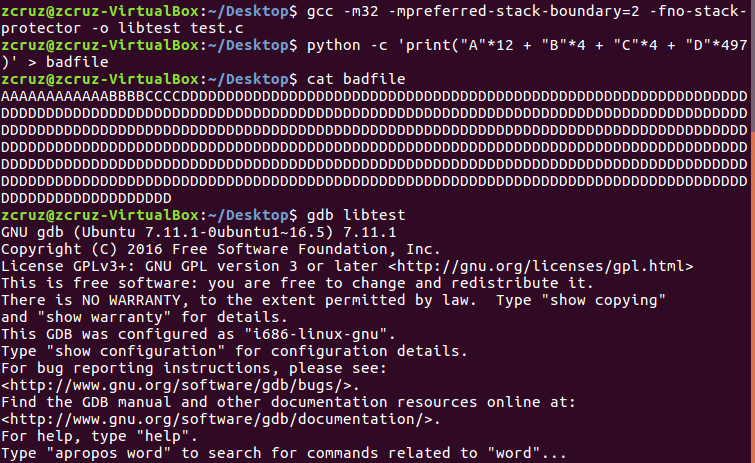 zcruz@zcruz-VirtualBox:~/Desktop$ gcc -m32 -mpreferred-stack-boundary=2 -fno-stack-
protector -o libtest test.c
zcruz@zcruz-VirtualBox:~/Desktop$ python -c 'print("A"*12 + "B"*4 + "C"*4 + "D"*497
)' > badfile
zcruz@zcruz-VirtualBox:~/Desktop$ cat badfile
AAAAAAAAAAAABBBBCCCCDDDDDDDDDDDDDDDDDDDDDDDDDDDDDDDDDDDDDDDDDDDDDDDDDDDDDDDDDDDDDDD
DDDDDDDDDDDDDDDDDDDDDDDDDDDDDDDDDDDDDDDDDDDDDDDDDDDDDDDDDDDDDDDDDDDDDDDDDDDDDDDDDDD
DDDDDDDDDDDDDDDDDDDDDDDDDDDDDDDDDDDDDDDDDDDDDDDDDDDDDDDDDDDDDDDDDDDDDDDDDDDDDDDDDDD
DDDDDDDDDDDDDDDDDDDDDDDDDDDDDDDDDDDDDDDDDDDDDDDDDDDDDDDDDDDDDDDDDDDDDDDDDDDDDDDDDDD
DDDDDDDDDDDDDDDDDDDDDDDDDDDDDDDDDDDDDDDDDDDDDDDDDDDDDDDDDDDDDDDDDDDDDDDDDDDDDDDDDDD
DDDDDDDDDDDDDDDDDDDDDDDDDDDDDDDDDDDDDDDDDDDDDDDDDDDDDDDDDDDDDDDDDDDDDDDDDDDDDDDDDDD
DDDDDDDDDDDDDDDDDDD
zcruz@zcruz-VirtualBox:~/Desktop$ gdb libtest
GNU gdb (Ubuntu 7.11.1-0ubuntu1~16.5) 7.11.1
Copyright (C) 2016 Free Software Foundation, Inc.
License GPLv3+: GNU GPL version 3 or later <http://gnu.org/licenses/gpl.html>
This is free software: you are free to change and redistribute it.
There is NO WARRANTY, to the extent permitted by law.  Type "show copying"
and "show warranty" for details.
This GDB was configured as "i686-linux-gnu".
Type "show configuration" for configuration details.
For bug reporting instructions, please see:
<http://www.gnu.org/software/gdb/bugs/>.
Find the GDB manual and other documentation resources online at:
<http://www.gnu.org/software/gdb/documentation/>.
For help, type "help".
Type "apropos word" to search for commands related to "word"...